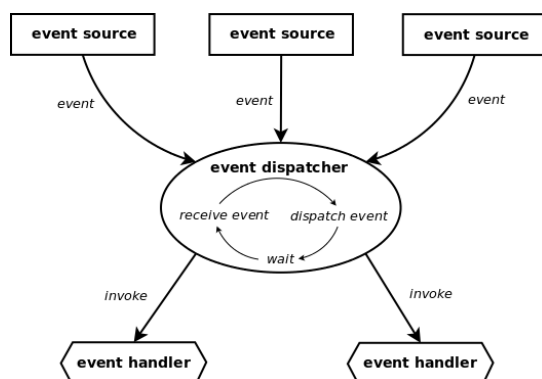 event source
event source
event source
event
event
event
event dispatcher
receive event
dispatch event
wait
invoke
invoke
event handler
event handler